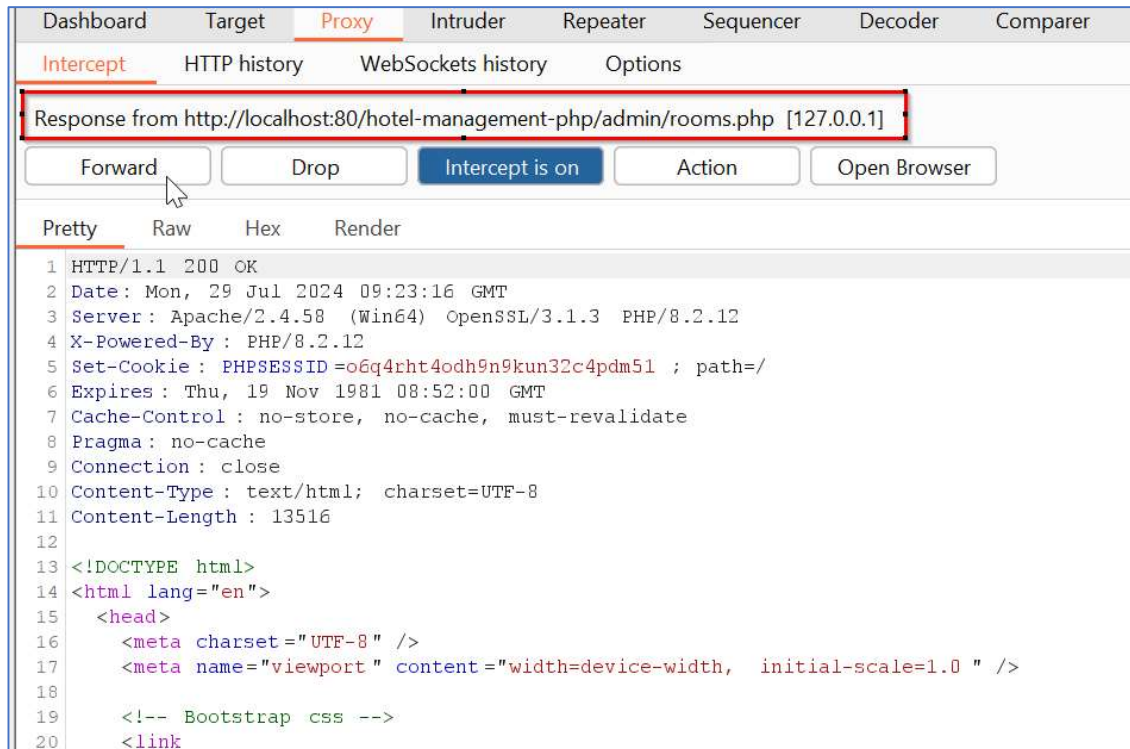 Dashboard Target Proxy Intruder Repeater Sequencer Decoder Comparer
Intercept HTTP history WebSockets history Options
Response from http://localhost:80/hotel-management-php/admin/rooms.php [127.0.0.1]
Forward Drop Intercept is on Action Open Browser
Pretty Raw Hex Render
1 HTTP/1.1 200 OK
2 Date: Mon, 29 Jul 2024 09:23:16 GMT
3 Server: Apache/2.4.58 (Win64) OpenSSL/3.1.3 PHP/8.2.12
4 X-Powered-By: PHP/8.2.12
5 Set-Cookie: PHPSESSID=o6q4rht4odh9n9kun32c4pdm51 ; path=/
6 Expires: Thu, 19 Nov 1981 08:52:00 GMT
7 Cache-Control: no-store, no-cache, must-revalidate
8 Pragma: no-cache
9 Connection: close
10 Content-Type: text/html; charset=UTF-8
11 Content-Length: 13516
12
13 <!DOCTYPE html>
14 <html lang="en">
15 <head>
16 <meta charset="UTF-8" />
17 <meta name="viewport" content="width=device-width, initial-scale=1.0 " />
18
19 <!-- Bootstrap css -->
20 <link